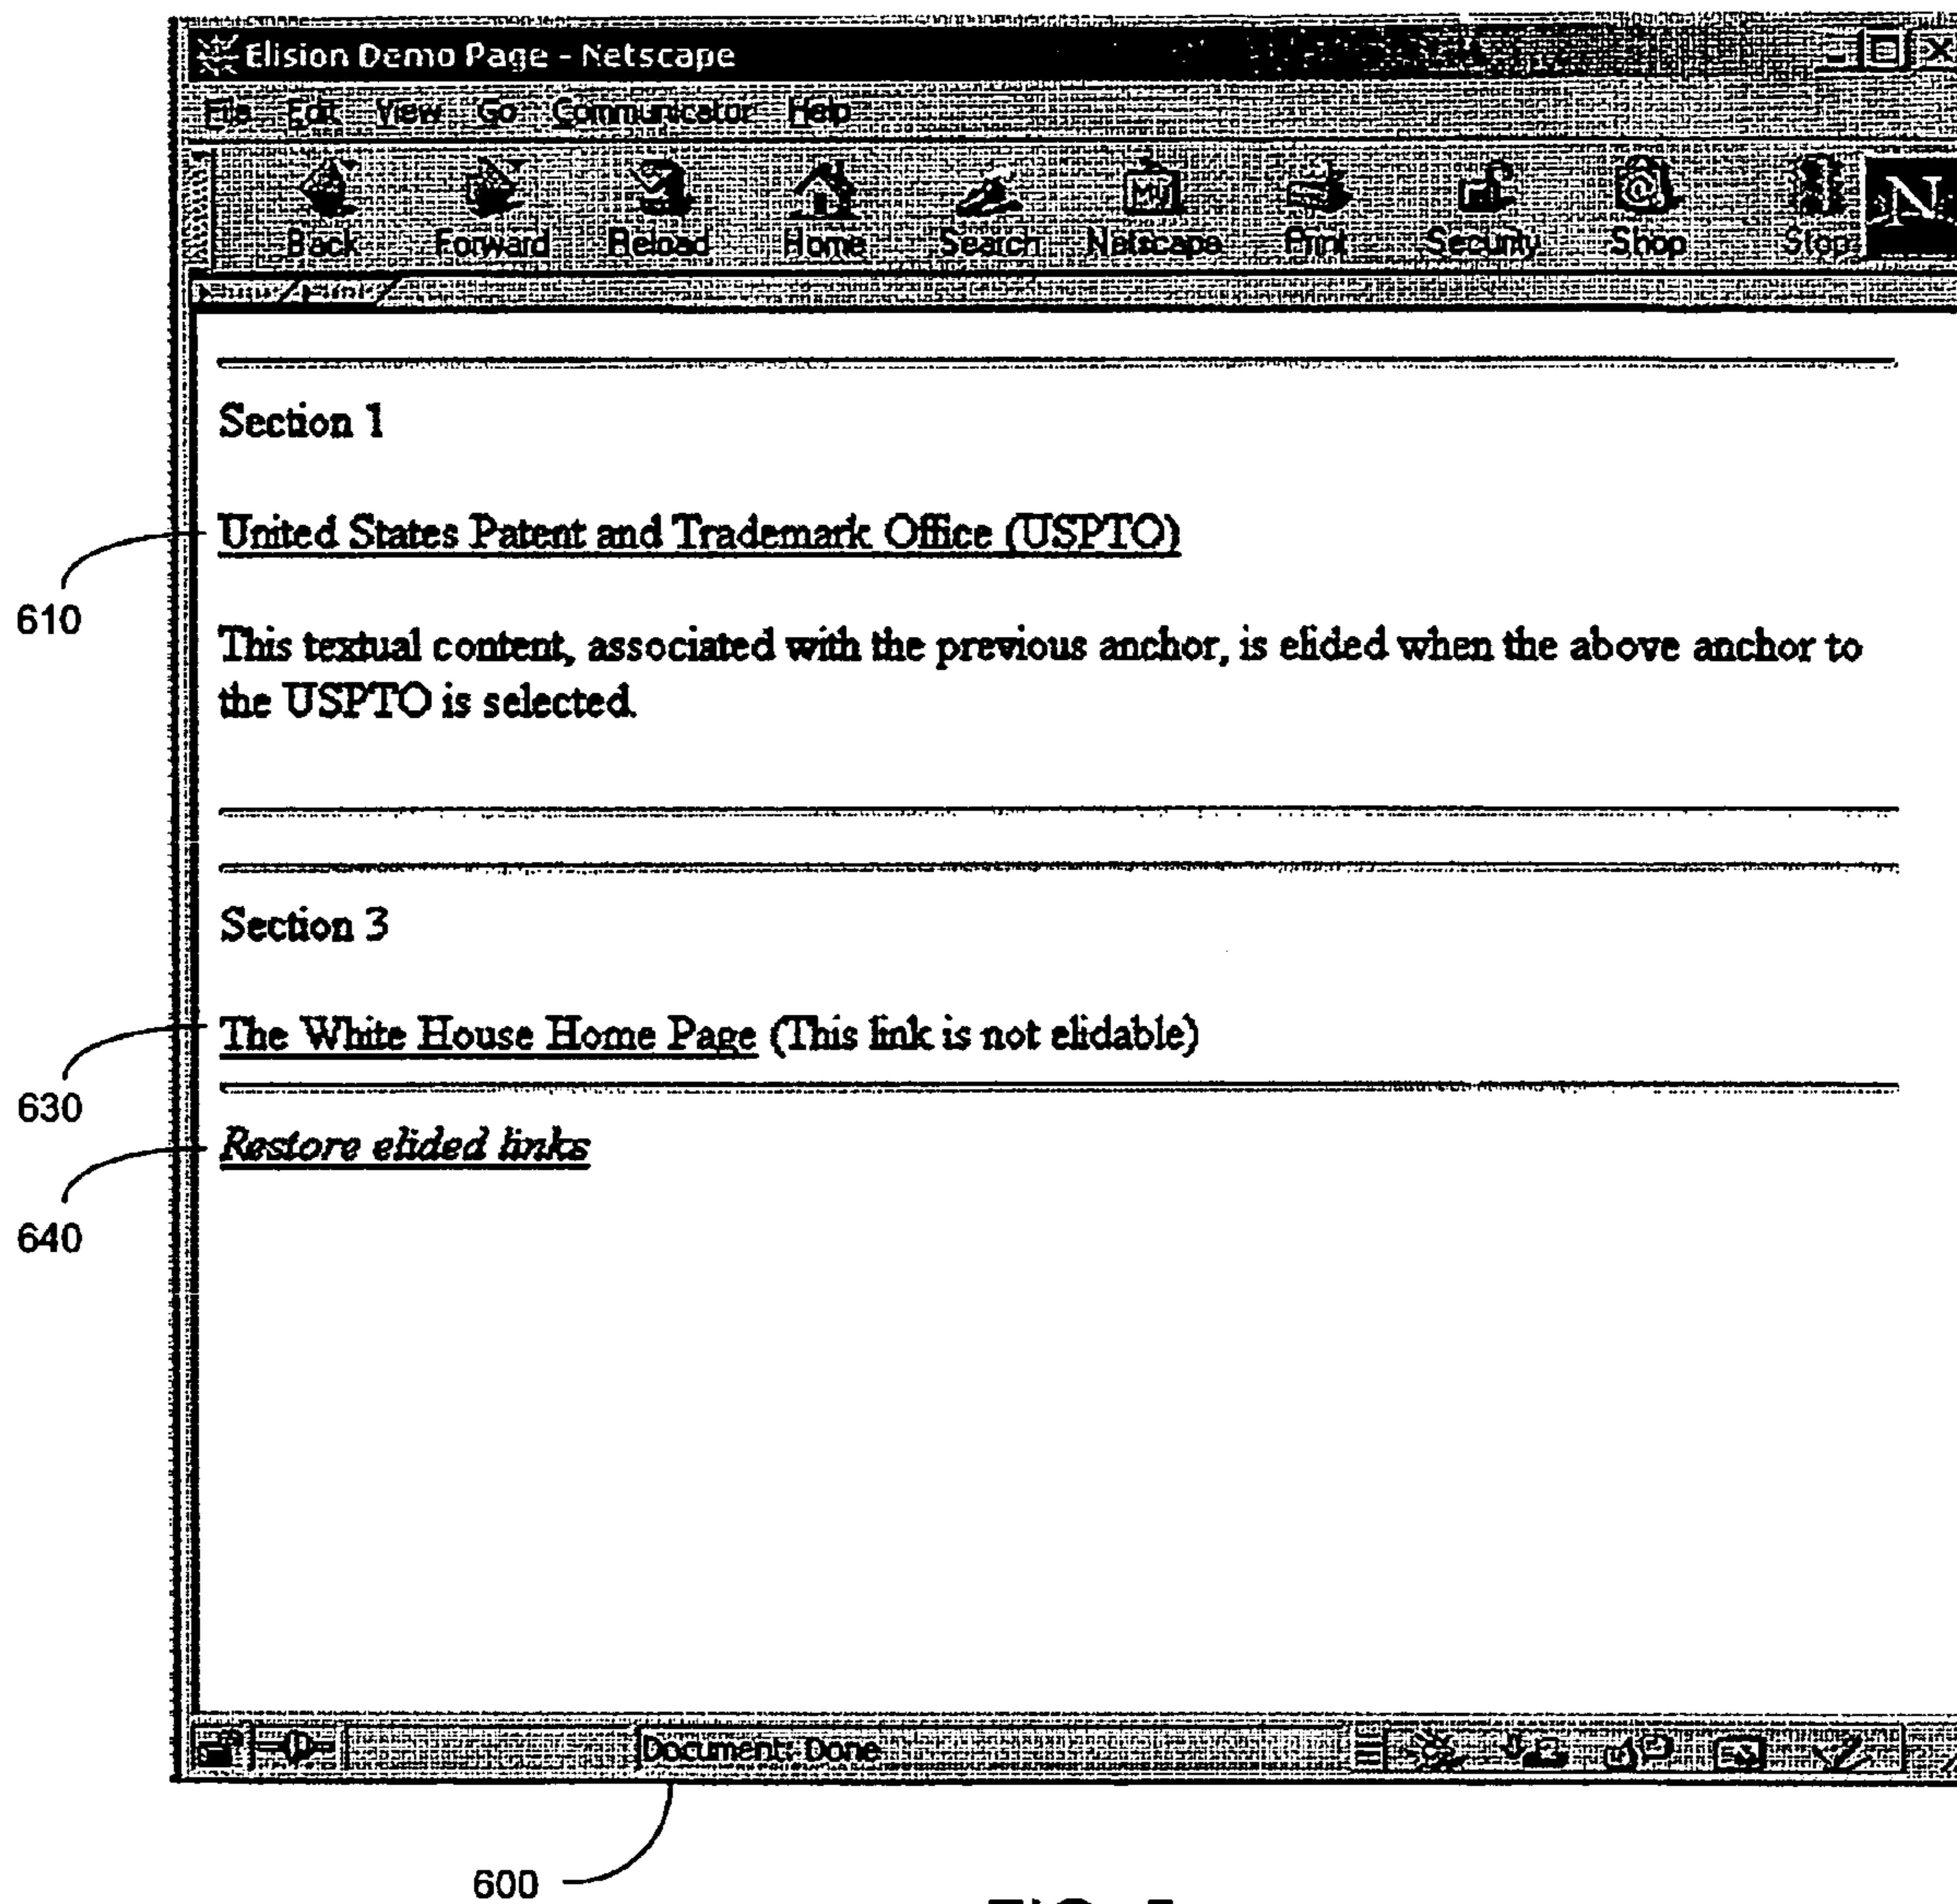 Elision Demo Page - Netscape
File Edit View Go Communicator Help
Back Forward Reload Home Search Netscape Print Security Shop Stop
N
Section 1
United States Patent and Trademark Office (USPTO)
610
This textual content, associated with the previous anchor, is elided when the above anchor to
the USPTO is selected.
Section 3
The White House Home Page (This link is not elidable)
630
Restore elided links
640
Document: Done
600